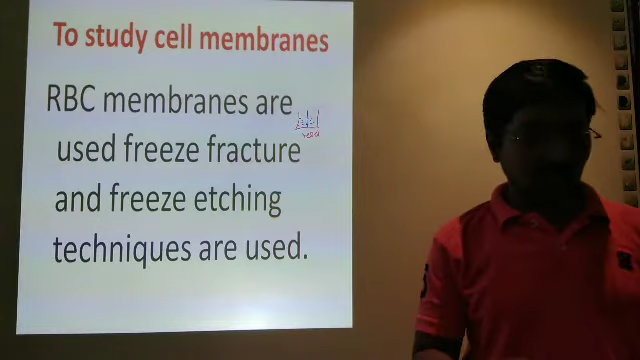 To study cell membranes
RBC membranes are
used freeze fracture
and freeze etching
techniques are used.